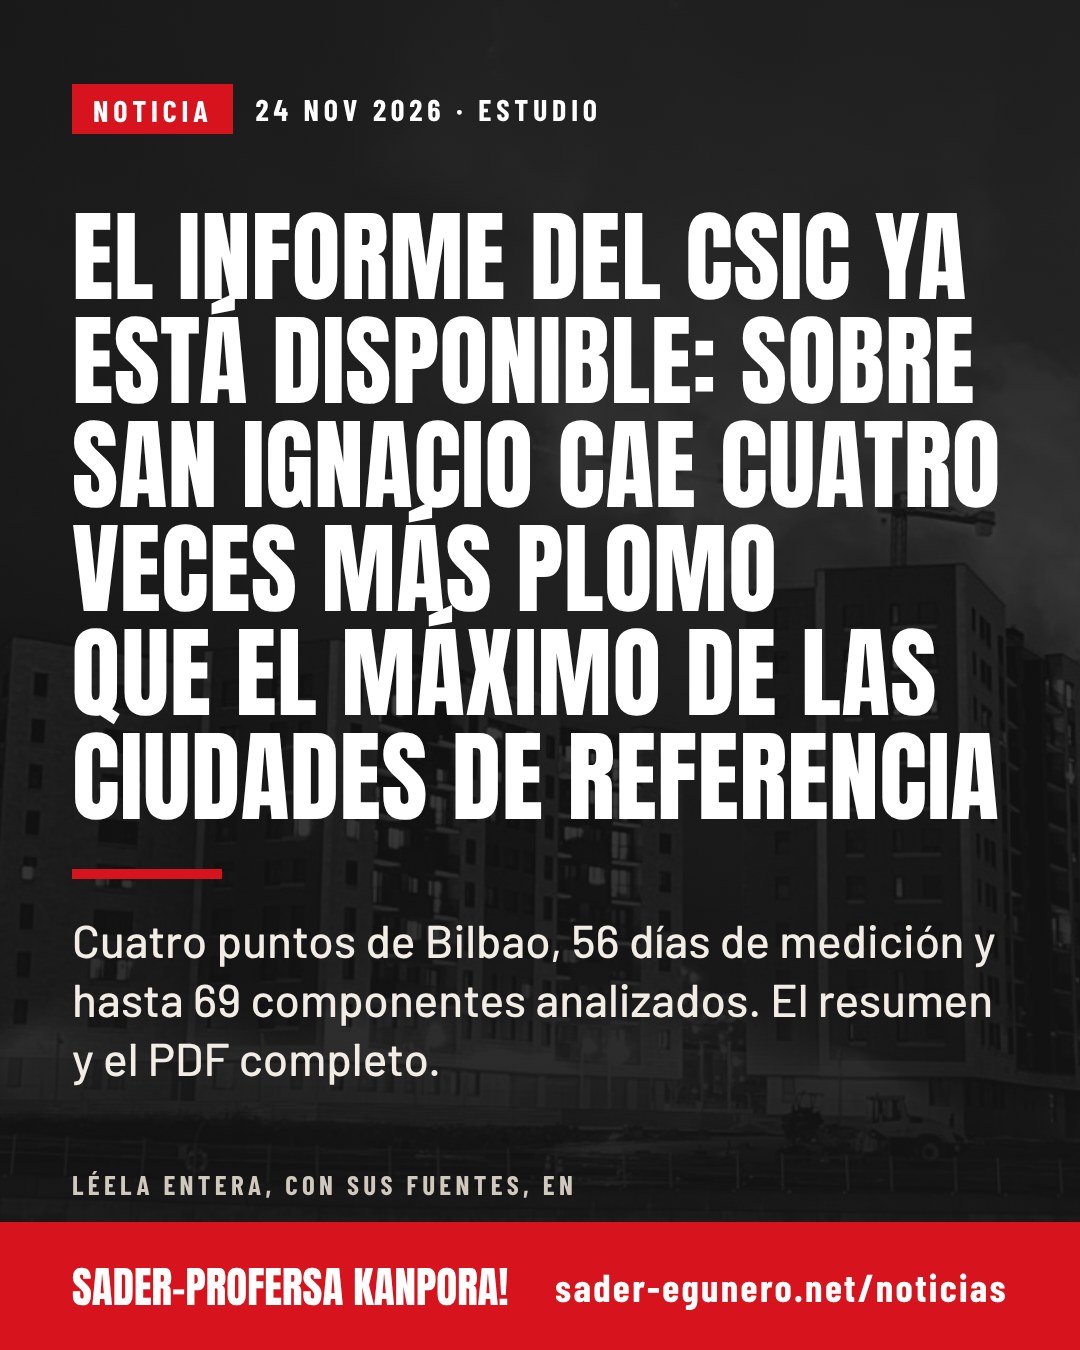 NOTICIA
24 NOV 2026 · ESTUDIO
EL INFORME DEL CSIC YA
ESTÁ DISPONIBLE: SOBRE
SAN IGNACIO CAE CUATRO
VECES MÁS PLOMO
QUE EL MÁXIMO DE LAS
CIUDADES DE REFERENCIA
Cuatro puntos de Bilbao, 56 días de medición y
hasta 69 componentes analizados. El resumen
y el PDF completo.
LÉELA ENTERA, CON SUS FUENTES, EN
SADER-PROFERSA KANPORA!
sader-egunero.net/noticias